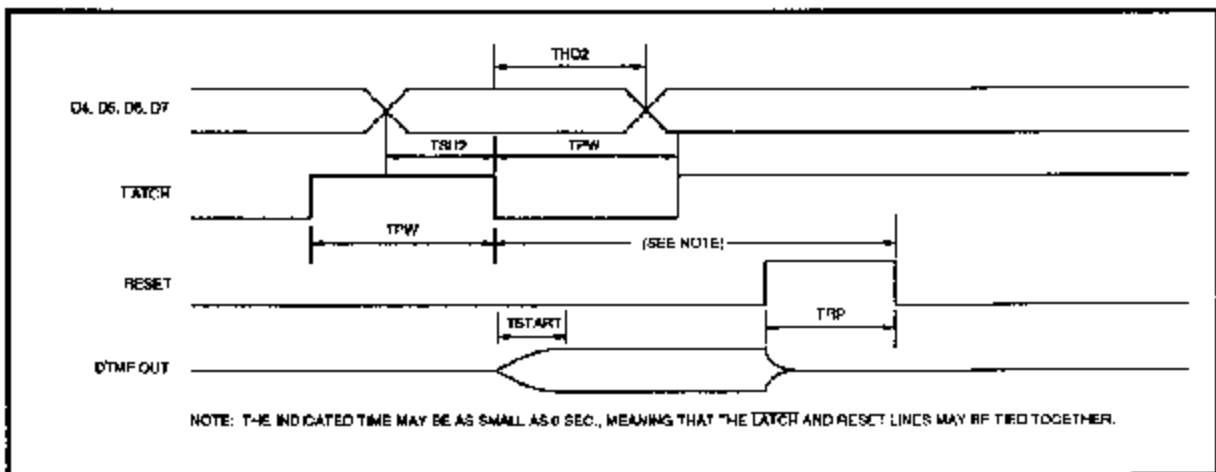 THD2
D4, D5, D6, D7
TSU2 TPW
LATCH
TPW (SEE NOTE)
RESET
TSTART TRP
DTMF OUT
NOTE: THE INDICATED TIME MAY BE AS SMALL AS 0 SEC., MEANING THAT THE LATCH AND RESET LINES MAY BE TIED TOGETHER.